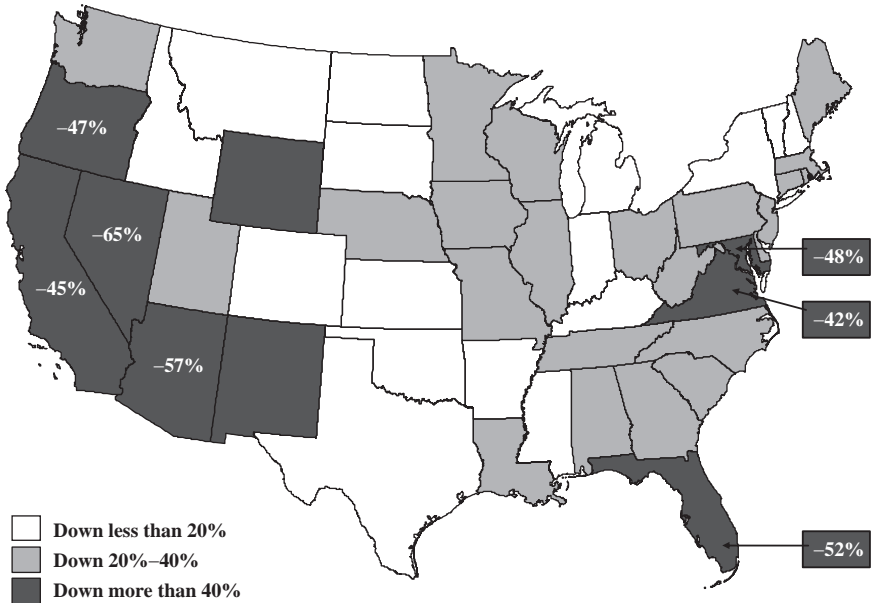 –47%
–65%
–45%
–57%
–48%
–42%
–52%
Down less than 20%
Down 20%–40%
Down more than 40%